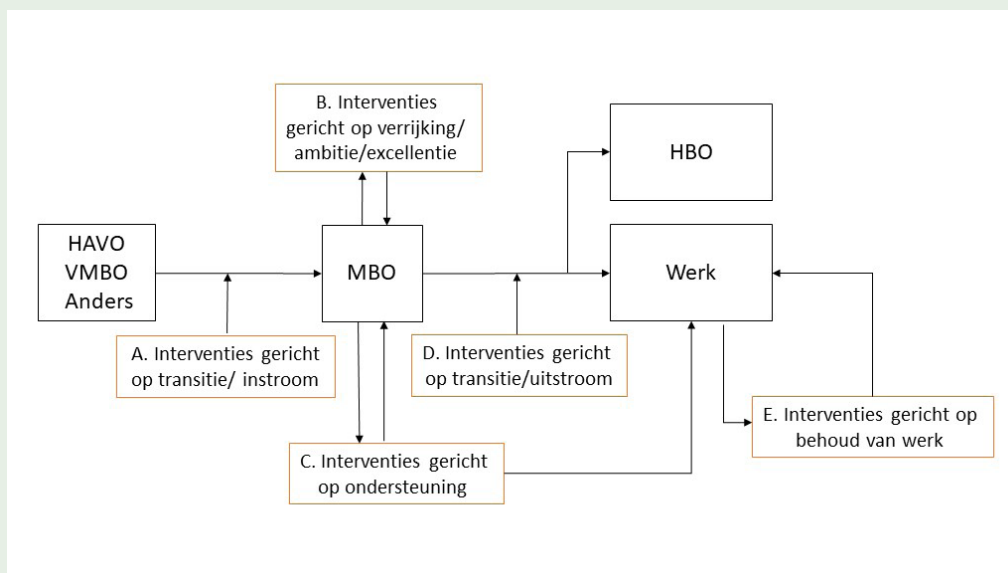 B. Interventies
gericht op verrijking/
ambitie/excellentie
HBO
HAVO
VMBO
Anders
MBO
Werk
A. Interventies gericht
op transitie/ instroom
D. Interventies gericht
op transitie/uitstroom
E. Interventies gericht op
behoud van werk
C. Interventies gericht
op ondersteuning